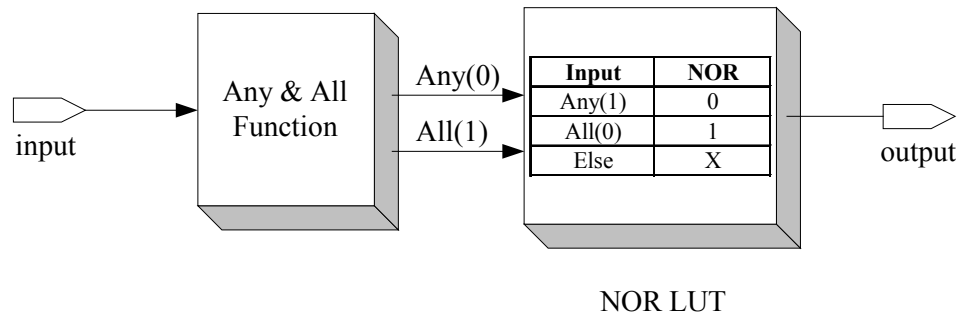 input
Any & All
Function
Any(0)
All(1)
Input NOR
Any(1) 0
All(0) 1
Else X
output
NOR LUT